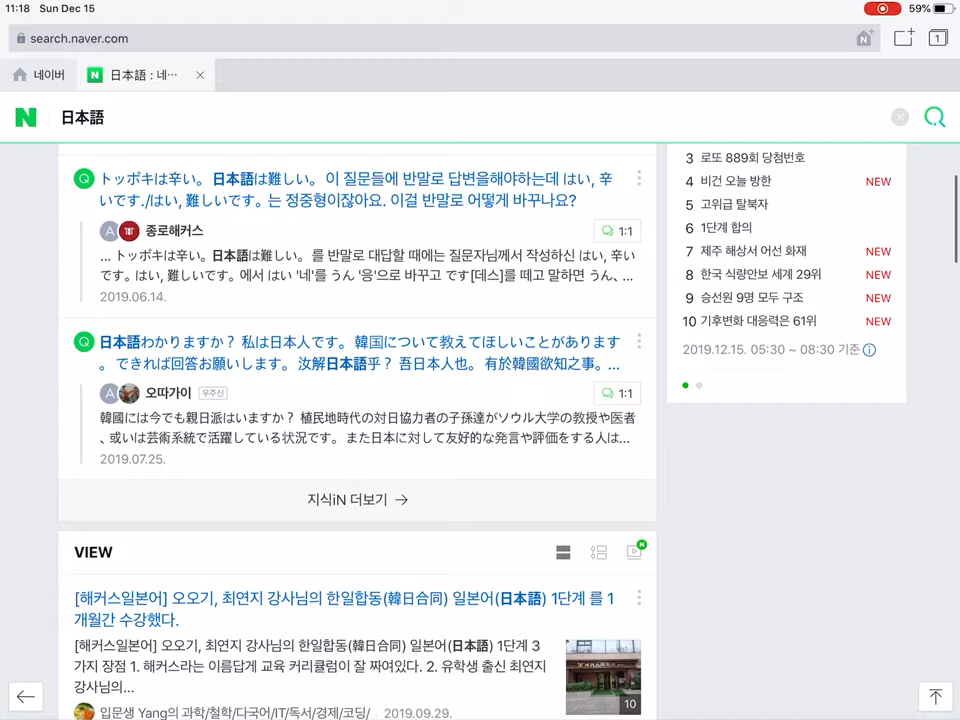 11:18 Sun Dec 15
59%
search.naver.com
N
1
네이버
N 日本語 : 네···
N 日本語
Q トッポキは辛い。日本語は難しい。이 질문들에 반말로 답변을해야하는데 はい, 辛
いです./はい, 難しいです。는 정중형이잖아요. 이걸 반말로 어떻게 바꾸나요?
A 종로해커스
1:1
... トッポキは辛い。日本語は難しい。를 반말로 대답할 때에는 질문자님께서 작성하신 はい, 辛い
です。はい, 難しいです。에서 はい '네'를 うん '응'으로 바꾸고 です[데스]를 떼고 말하면 うん、...
2019.06.14.
Q 日本語わかりますか？ 私は日本人です。韓国について教えてほしいことがあります
。できれば回答お願いします。汝解日本語乎？ 吾日本人也。有於韓國欲知之事。...
A 오따가이 우주신
1:1
韓國には今でも親日派はいますか？ 植民地時代の対日協力者の子孫達がソウル大学の教授や医者
、或いは芸術系統で活躍している状況です。また日本に対して友好的な発言や評価をする人は...
2019.07.25.
지식iN 더보기 →
VIEW
N
[해커스일본어] 오오기, 최연지 강사님의 한일합동(韓日合同) 일본어(日本語) 1단계 를 1
개월간 수강했다.
[해커스일본어] 오오기, 최연지 강사님의 한일합동(韓日合同) 일본어(日本語) 1단계 3
가지 장점 1. 해커스라는 이름답게 교육 커리큘럼이 잘 짜여있다. 2. 유학생 출신 최연지
강사님의...
10
입문생 Yang의 과학/철학/다국어/IT/독서/경제/코딩/ 2019.09.29.
3 로또 889회 당첨번호
4 비건 오늘 방한 NEW
5 고위급 탈북자
6 1단계 합의
7 제주 해상서 어선 화재 NEW
8 한국 식량안보 세계 29위 NEW
9 승선원 9명 모두 구조 NEW
10 기후변화 대응력은 61위 NEW
2019.12.15. 05:30 ~ 08:30 기준